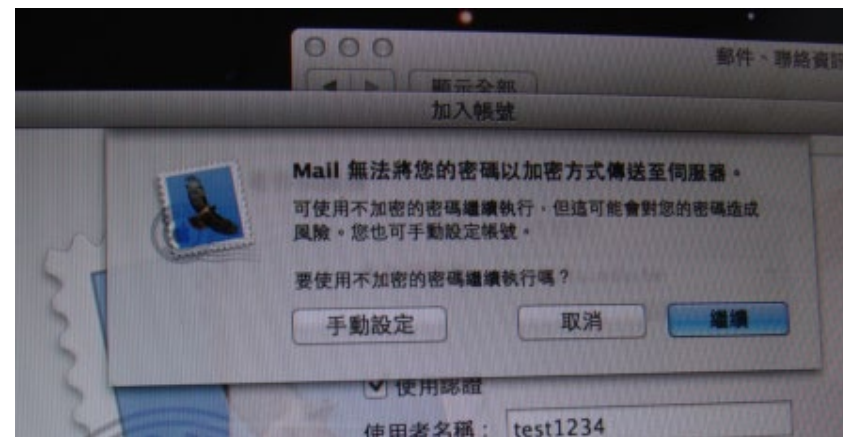 郵件、聯絡資訊
顯示全部
加入帳號
Mail 無法將您的密碼以加密方式傳送至伺服器。
可使用不加密的密碼繼續執行，但這可能會對您的密碼造成
風險。您也可手動設定帳號。
要使用不加密的密碼繼續執行嗎？
手動設定
取消
繼續
使用認證
使用者名稱：
test1234